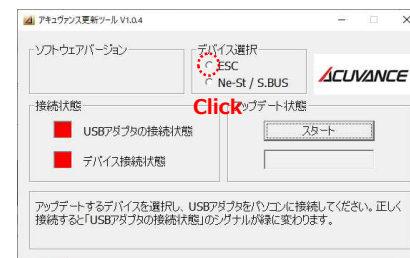 アキュヴァンス更新ツール V1.0.4
ソフトウェアバージョン
デバイス選択
ESC
Ne-St / S.BUS
ACUVANCE
Click
接続状態
USBアダプタの接続状態
デバイス接続状態
アップデート状態
スタート
アップデートするデバイスを選択し、USBアダプタをパソコンに接続してください。正しく
接続すると「USBアダプタの接続状態」のシグナルが緑に変わります。